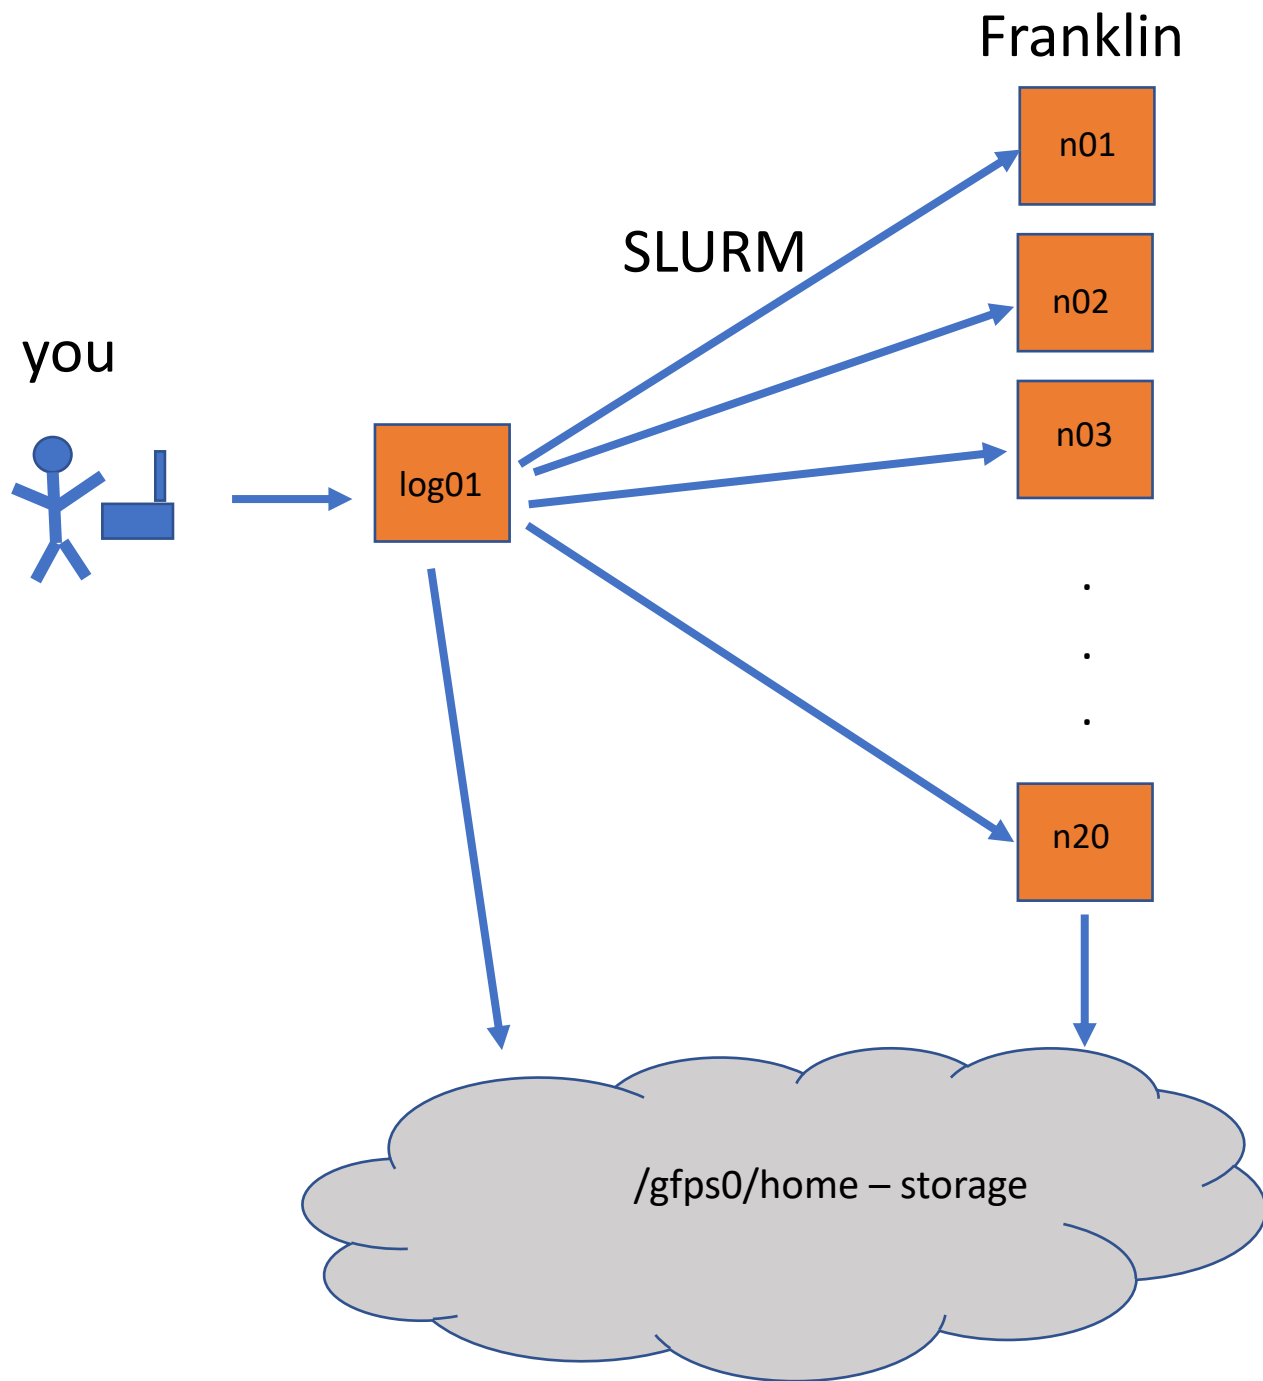 Franklin
n01
SLURM
n02
you
n03
log01
.
.
.
n20
/gfps0/home – storage